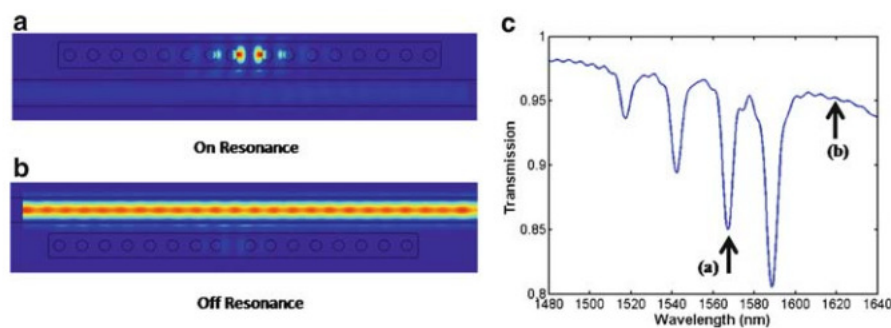 a
On Resonance
b
Off Resonance
c
Transmission
1
0.95
0.9
0.85
0.8
(a)
(b)
1480 1500 1520 1540 1560 1580 1600 1620 1640
Wavelength (nm)